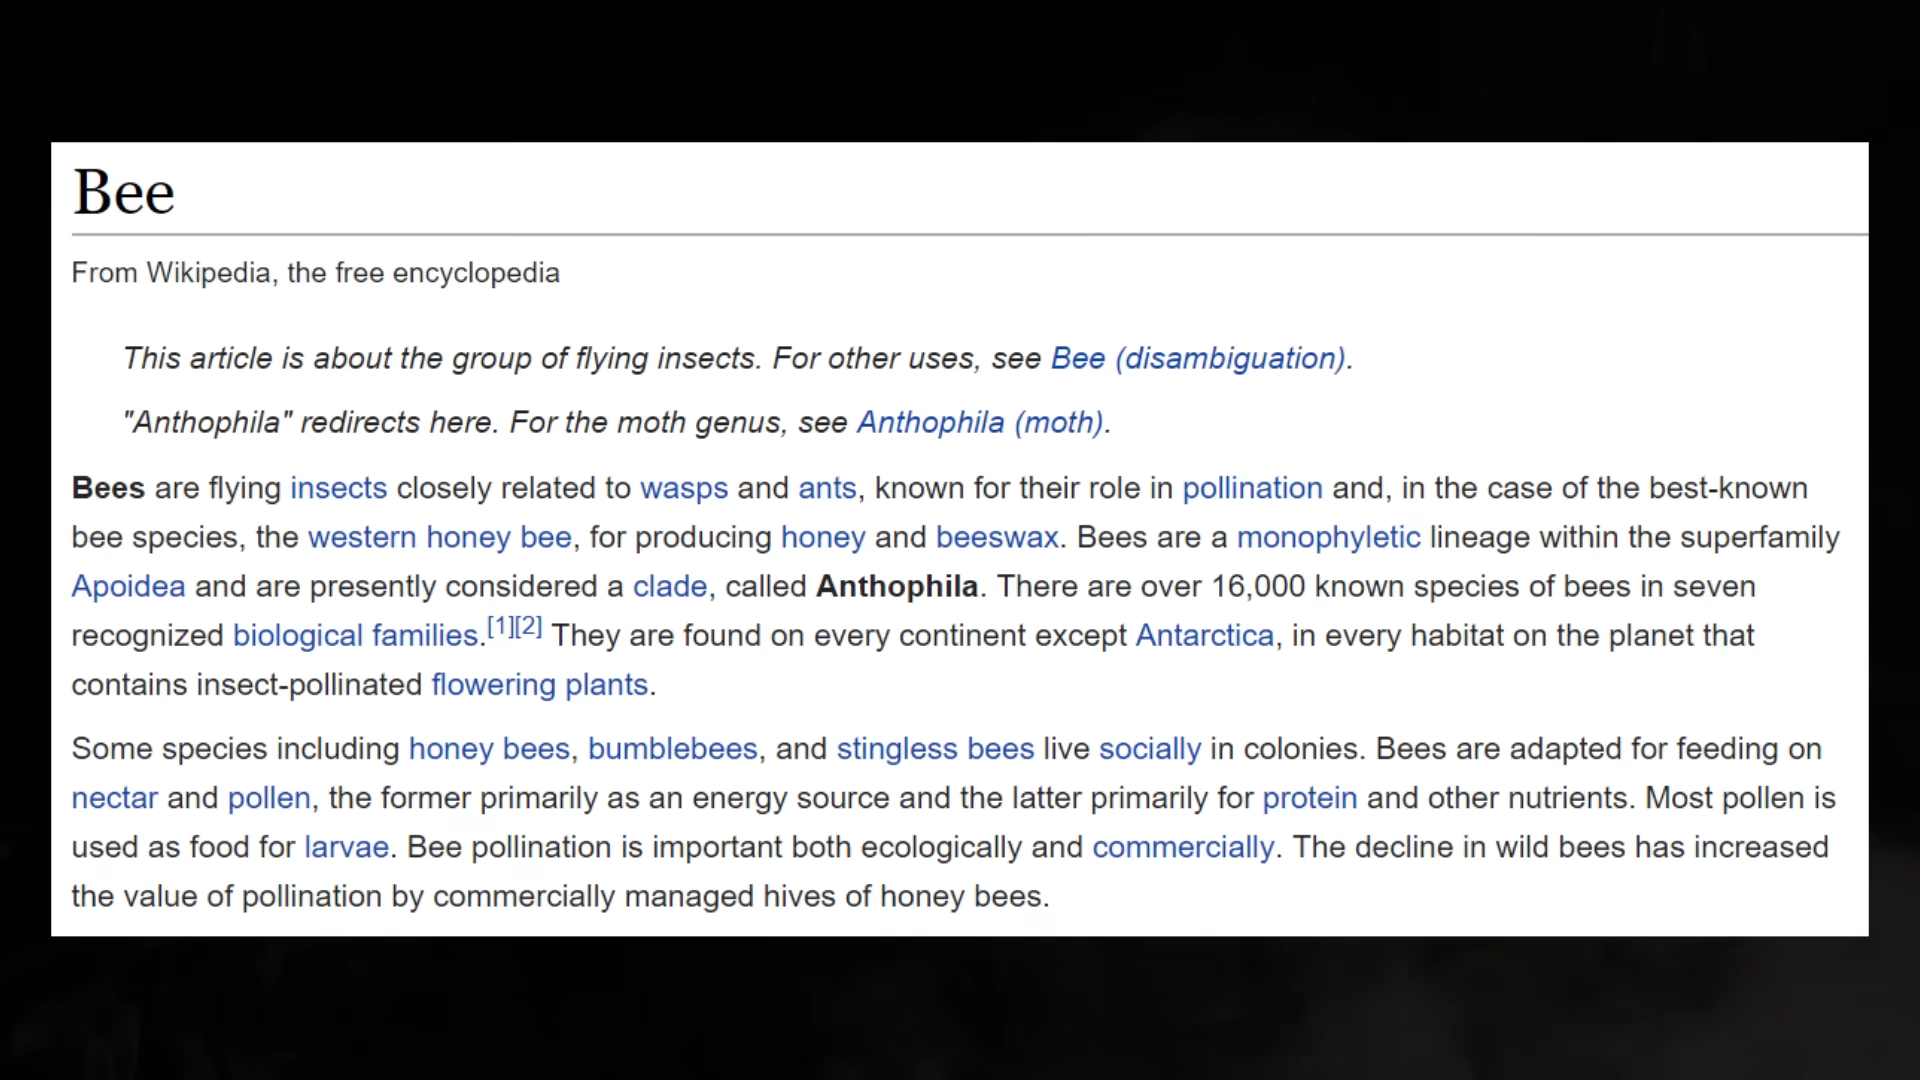 Bee
From Wikipedia, the free encyclopedia
This article is about the group of flying insects. For other uses, see Bee (disambiguation).
"Anthophila" redirects here. For the moth genus, see Anthophila (moth).
Bees are flying insects closely related to wasps and ants, known for their role in pollination and, in the case of the best-known
bee species, the western honey bee, for producing honey and beeswax. Bees are a monophyletic lineage within the superfamily
Apoidea and are presently considered a clade, called Anthophila. There are over 16,000 known species of bees in seven
recognized biological families.[1][2] They are found on every continent except Antarctica, in every habitat on the planet that
contains insect-pollinated flowering plants.
Some species including honey bees, bumblebees, and stingless bees live socially in colonies. Bees are adapted for feeding on
nectar and pollen, the former primarily as an energy source and the latter primarily for protein and other nutrients. Most pollen is
used as food for larvae. Bee pollination is important both ecologically and commercially. The decline in wild bees has increased
the value of pollination by commercially managed hives of honey bees.